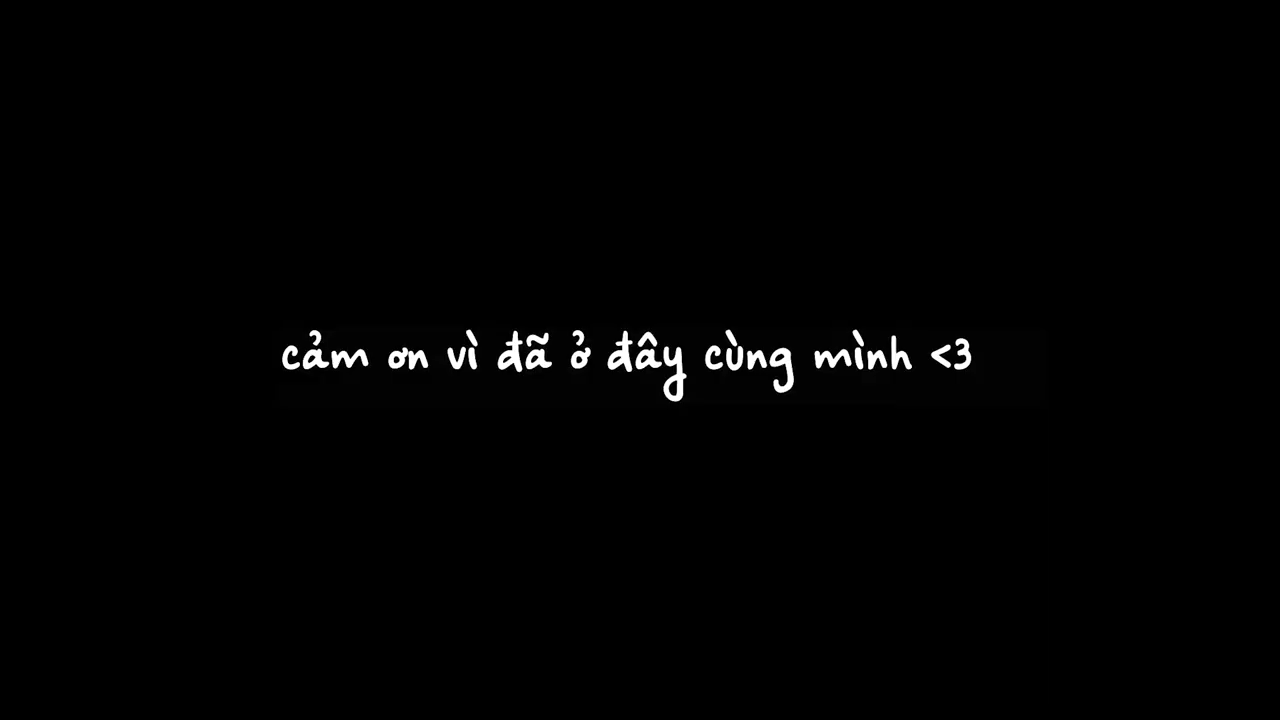 cảm ơn vì đã ở đây cùng mình <3